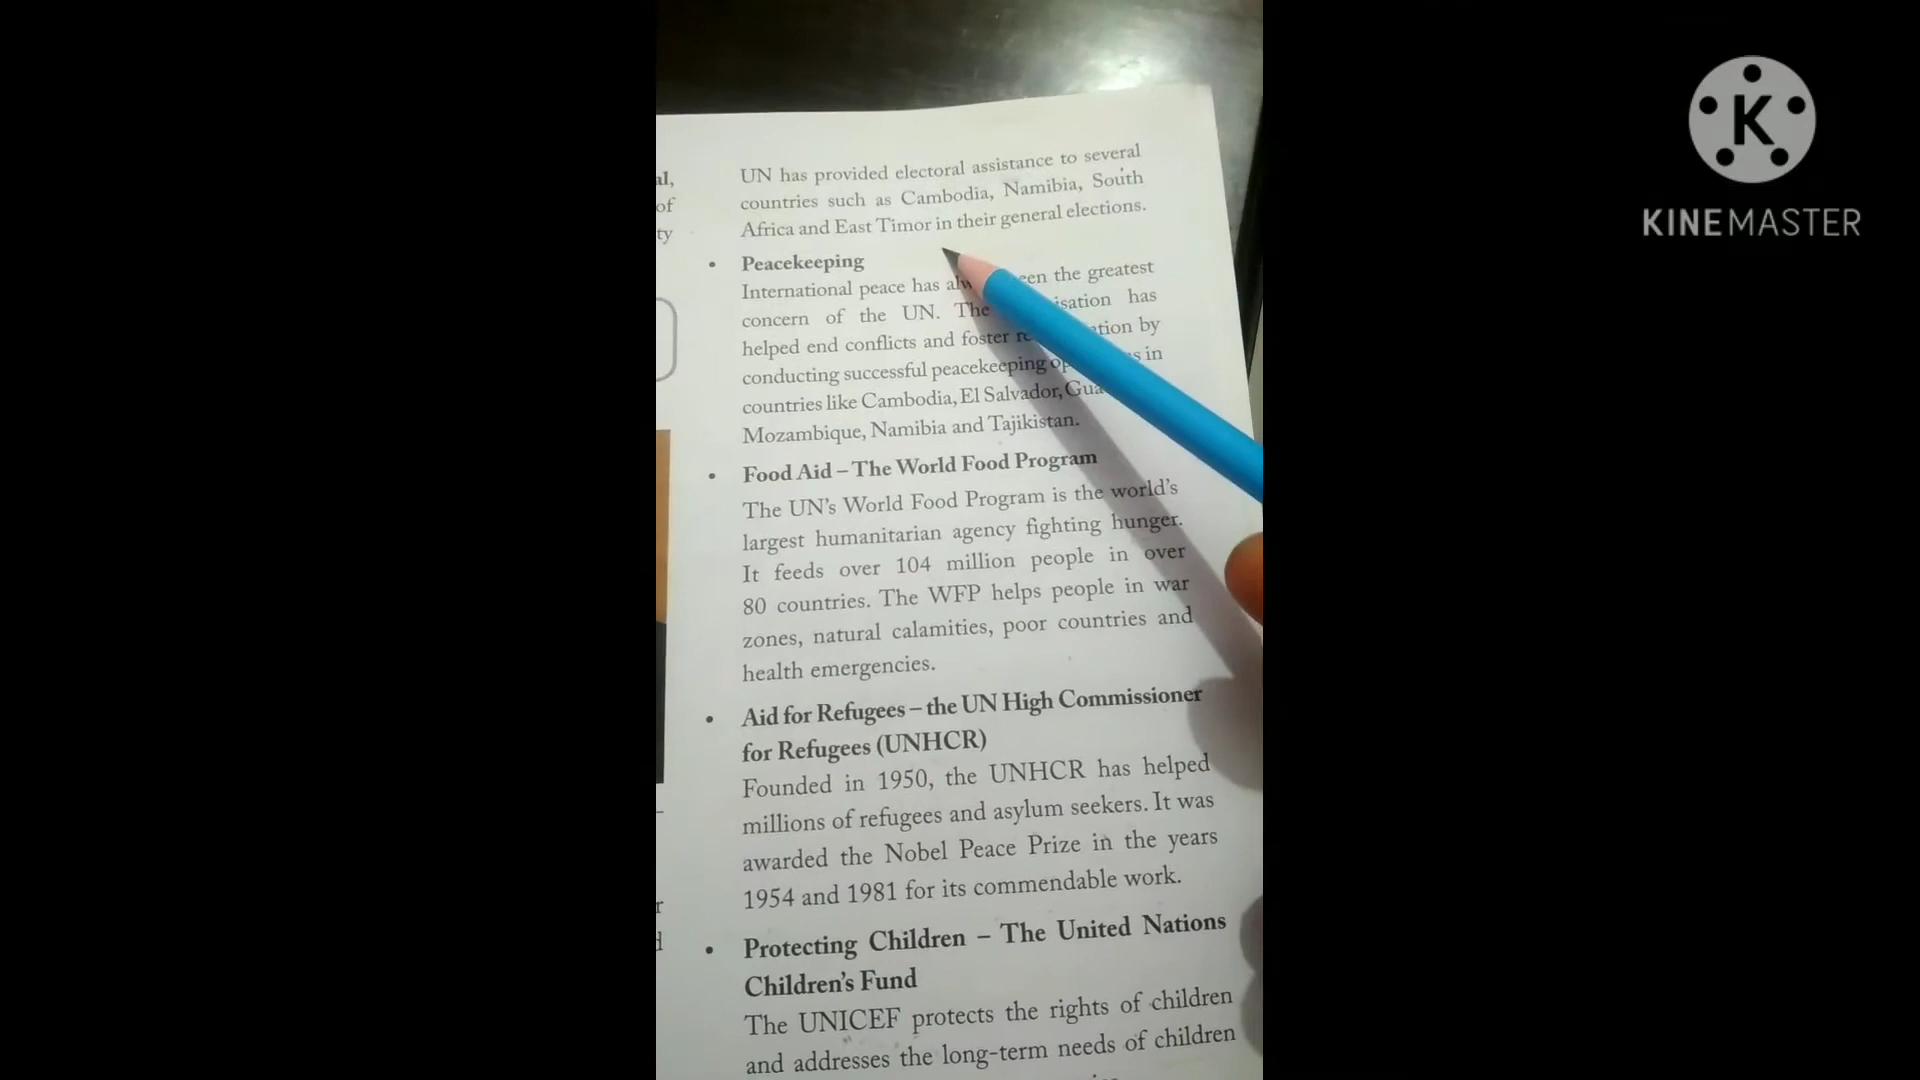 al,
of
ty
UN has provided electoral assistance to several
countries such as Cambodia, Namibia, South
Africa and East Timor in their general elections.
• Peacekeeping
International peace has been the greatest
concern of the UN. The has
helped end conflicts and foster by
conducting successful peacekeeping in
countries like Cambodia, El Salvador,
Mozambique, Namibia and Tajikistan.
• Food Aid – The World Food Program
The UN's World Food Program is the world's
largest humanitarian agency fighting hunger.
It feeds over 104 million people in over
80 countries. The WFP helps people in war
zones, natural calamities, poor countries and
health emergencies.
• Aid for Refugees – the UN High Commissioner
for Refugees (UNHCR)
Founded in 1950, the UNHCR has helped
millions of refugees and asylum seekers. It was
awarded the Nobel Peace Prize in the years
1954 and 1981 for its commendable work.
r
• Protecting Children – The United Nations
Children's Fund
The UNICEF protects the rights of children
and addresses the long-term needs of children
K
KINEMASTER